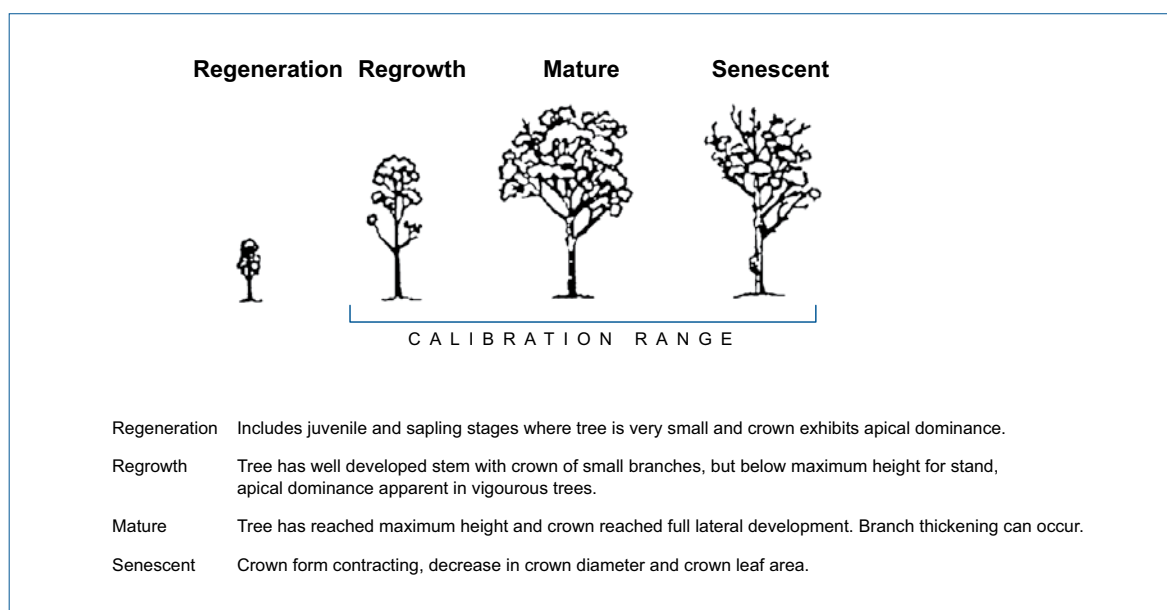 Regeneration Regrowth Mature Senescent
CALIBRATION RANGE
Regeneration Includes juvenile and sapling stages where tree is very small and crown exhibits apical dominance.
Regrowth Tree has well developed stem with crown of small branches, but below maximum height for stand,
apical dominance apparent in vigourous trees.
Mature Tree has reached maximum height and crown reached full lateral development. Branch thickening can occur.
Senescent Crown form contracting, decrease in crown diameter and crown leaf area.